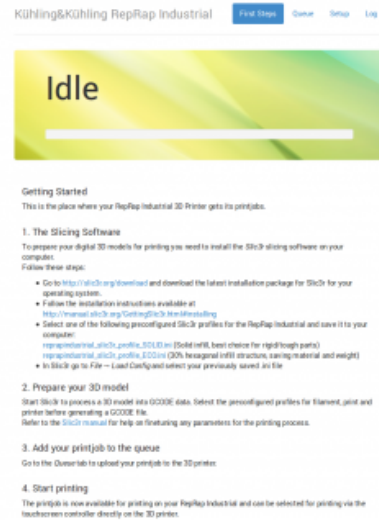 Kühling&Kühling RepRap Industrial
First Steps Queue Setup Log
Idle
Getting Started
This is the place where your RepRap Industrial 3D Printer gets its printjobs.
1. The Slicing Software
To prepare your digital 3D models for printing you need to install the Slic3r slicing software on your
computer.
Follow these steps:
Go to http://slic3r.org/download and download the latest installation package for Slic3r for your
operating system.
Follow the installation instructions available at
http://manual.slic3r.org/GettingSlic3r.html#installing
Select one of the following preconfigured Slic3r profiles for the RepRap Industrial and save it to your
computer:
reprapindustrial_slic3r_profile_SOLID.ini (Solid infill, best choice for rigid/tough parts)
reprapindustrial_slic3r_profile_ECO.ini (30% hexagonal infill structure, saving material and weight)
In Slic3r go to File — Load Config and select your previously saved .ini file
2. Prepare your 3D model
Start Slic3r to process a 3D model into GCODE data. Select the preconfigured profiles for filament, print and
printer before generating a GCODE file.
Refer to the Slic3r manual for help on finetuning any parameters for the printing process.
3. Add your printjob to the queue
Go to the Queue tab to upload your printjob to the 3D printer.
4. Start printing
The printjob is now available for printing on your RepRap Industrial and can be selected for printing via the
touchscreen controller directly on the 3D printer.